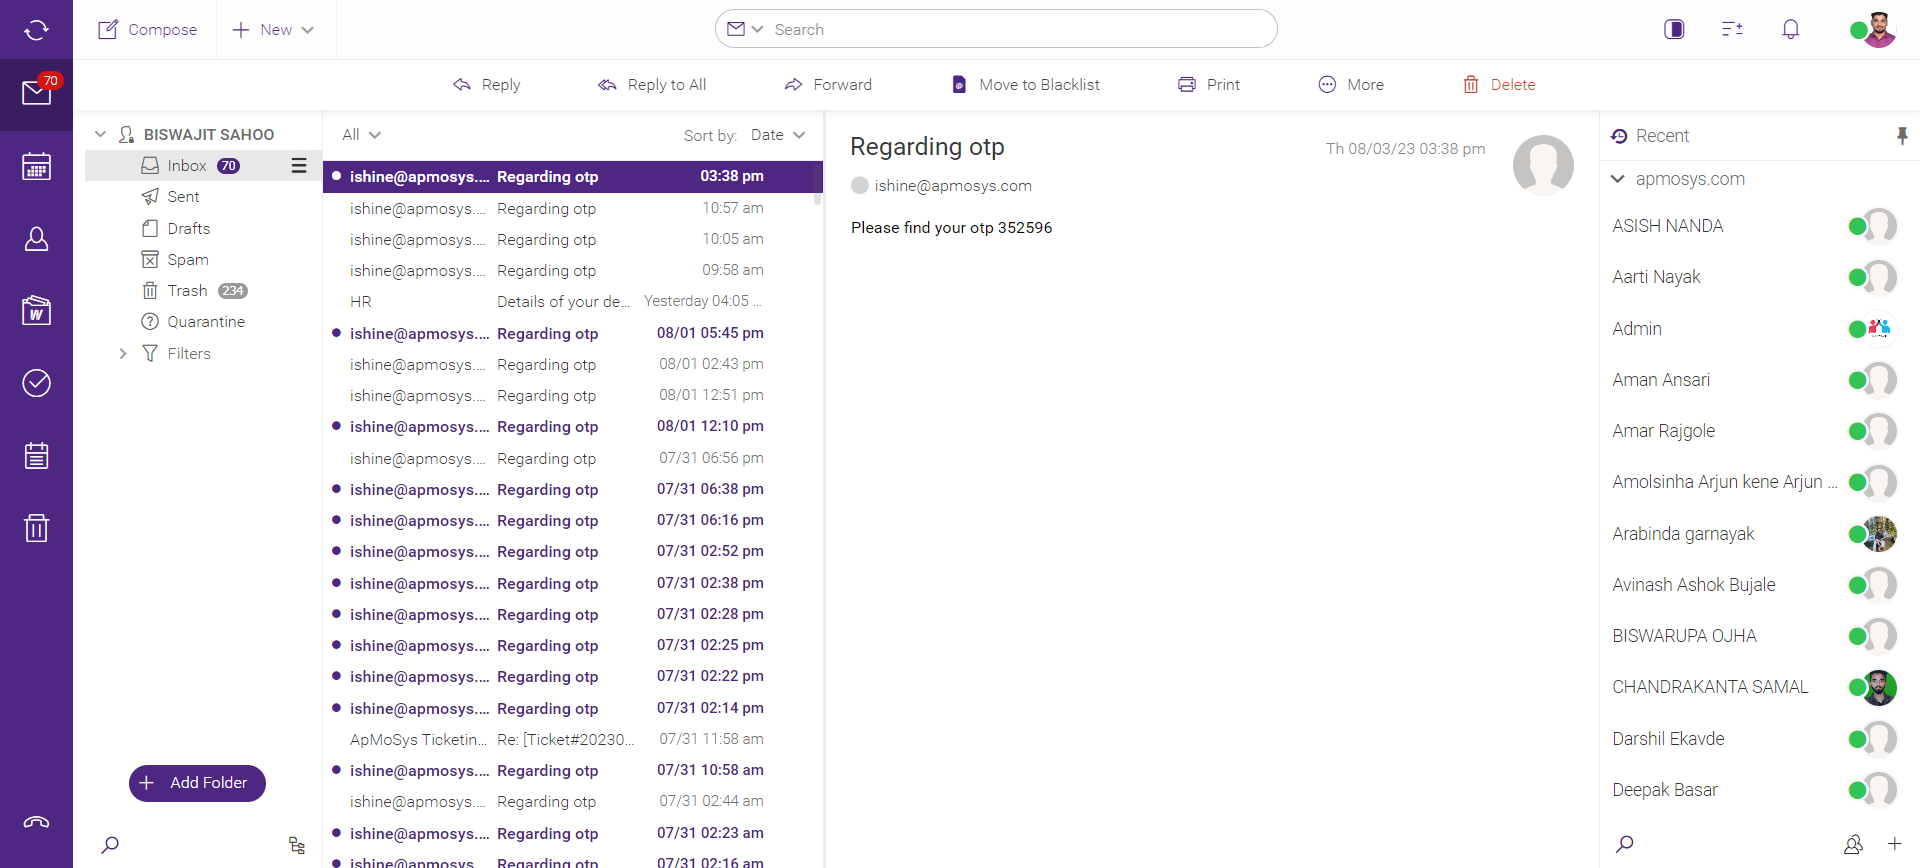 Compose
New
Search
70
Reply
Reply to All
Forward
Move to Blacklist
Print
More
Delete
BISWAJIT SAHOO
Inbox 70
Sent
Drafts
Spam
Trash 234
Quarantine
Filters
Add Folder
All Sort by: Date
ishine@apmosys.... Regarding otp 03:38 pm
ishine@apmosys.... Regarding otp 10:57 am
ishine@apmosys.... Regarding otp 10:05 am
ishine@apmosys.... Regarding otp 09:58 am
HR Details of your de... Yesterday 04:05 ...
ishine@apmosys.... Regarding otp 08/01 05:45 pm
ishine@apmosys.... Regarding otp 08/01 02:43 pm
ishine@apmosys.... Regarding otp 08/01 12:51 pm
ishine@apmosys.... Regarding otp 08/01 12:10 pm
ishine@apmosys.... Regarding otp 07/31 06:56 pm
ishine@apmosys.... Regarding otp 07/31 06:38 pm
ishine@apmosys.... Regarding otp 07/31 06:16 pm
ishine@apmosys.... Regarding otp 07/31 02:52 pm
ishine@apmosys.... Regarding otp 07/31 02:38 pm
ishine@apmosys.... Regarding otp 07/31 02:28 pm
ishine@apmosys.... Regarding otp 07/31 02:25 pm
ishine@apmosys.... Regarding otp 07/31 02:22 pm
ishine@apmosys.... Regarding otp 07/31 02:14 pm
ApMoSys Ticketin... Re: [Ticket#20230... 07/31 11:58 am
ishine@apmosys.... Regarding otp 07/31 10:58 am
ishine@apmosys.... Regarding otp 07/31 02:44 am
ishine@apmosys.... Regarding otp 07/31 02:23 am
ishine@apmosys.... Regarding otp 07/31 02:16 am
Regarding otp
Th 08/03/23 03:38 pm
ishine@apmosys.com
Please find your otp 352596
Recent
apmosys.com
ASISH NANDA
Aarti Nayak
Admin
Aman Ansari
Amar Rajgole
Amolsinha Arjun kene Arjun ...
Arabinda garnayak
Avinash Ashok Bujale
BISWARUPA OJHA
CHANDRAKANTA SAMAL
Darshil Ekavde
Deepak Basar